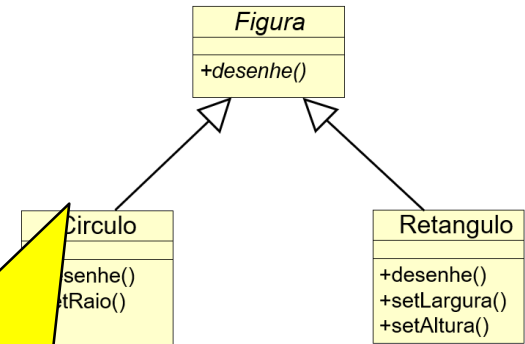 Figura
+desenhe()
Circulo
senhe()
tRaio()
Retangulo
+desenhe()
+setLargura()
+setAltura()